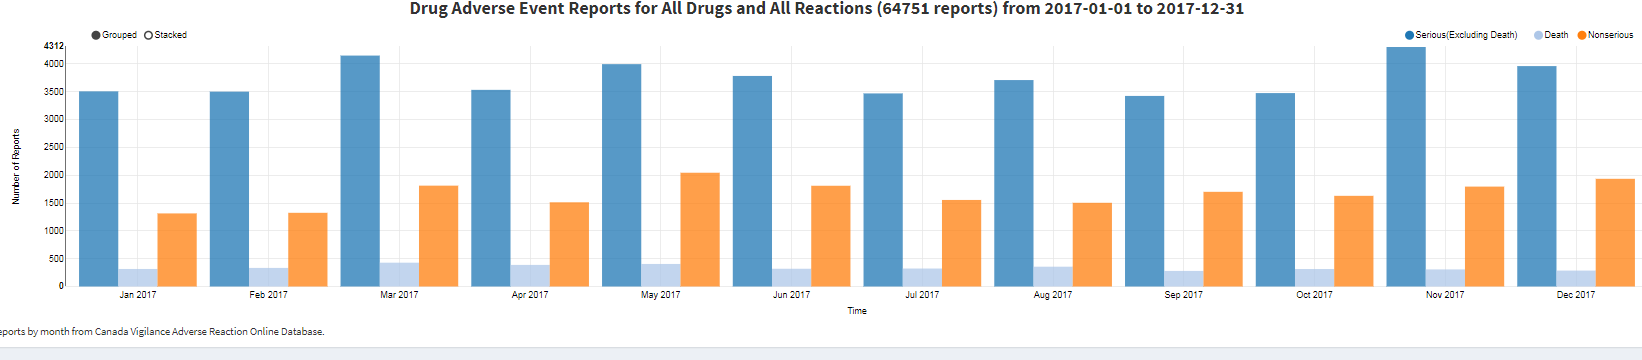 Drug Adverse Event Reports for All Drugs and All Reactions (64751 reports) from 2017-01-01 to 2017-12-31
Grouped Stacked
Serious(Excluding Death) Death Nonserious
4312
4000
3500
3000
2500
2000
1500
1000
500
0
Number of Reports
Jan 2017 Feb 2017 Mar 2017 Apr 2017 May 2017 Jun 2017 Jul 2017 Aug 2017 Sep 2017 Oct 2017 Nov 2017 Dec 2017
Time
eports by month from Canada Vigilance Adverse Reaction Online Database.